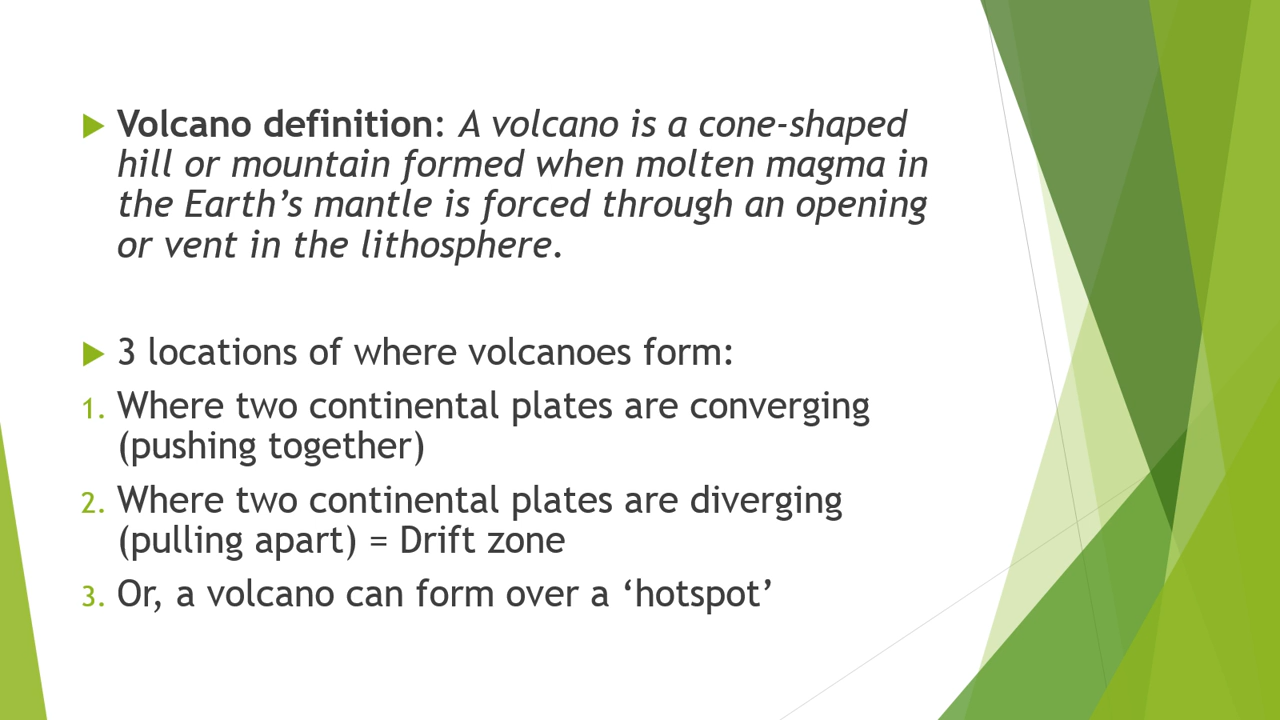 Volcano definition: A volcano is a cone-shaped
hill or mountain formed when molten magma in
the Earth’s mantle is forced through an opening
or vent in the lithosphere.
3 locations of where volcanoes form:
1. Where two continental plates are converging
(pushing together)
2. Where two continental plates are diverging
(pulling apart) = Drift zone
3. Or, a volcano can form over a ‘hotspot’